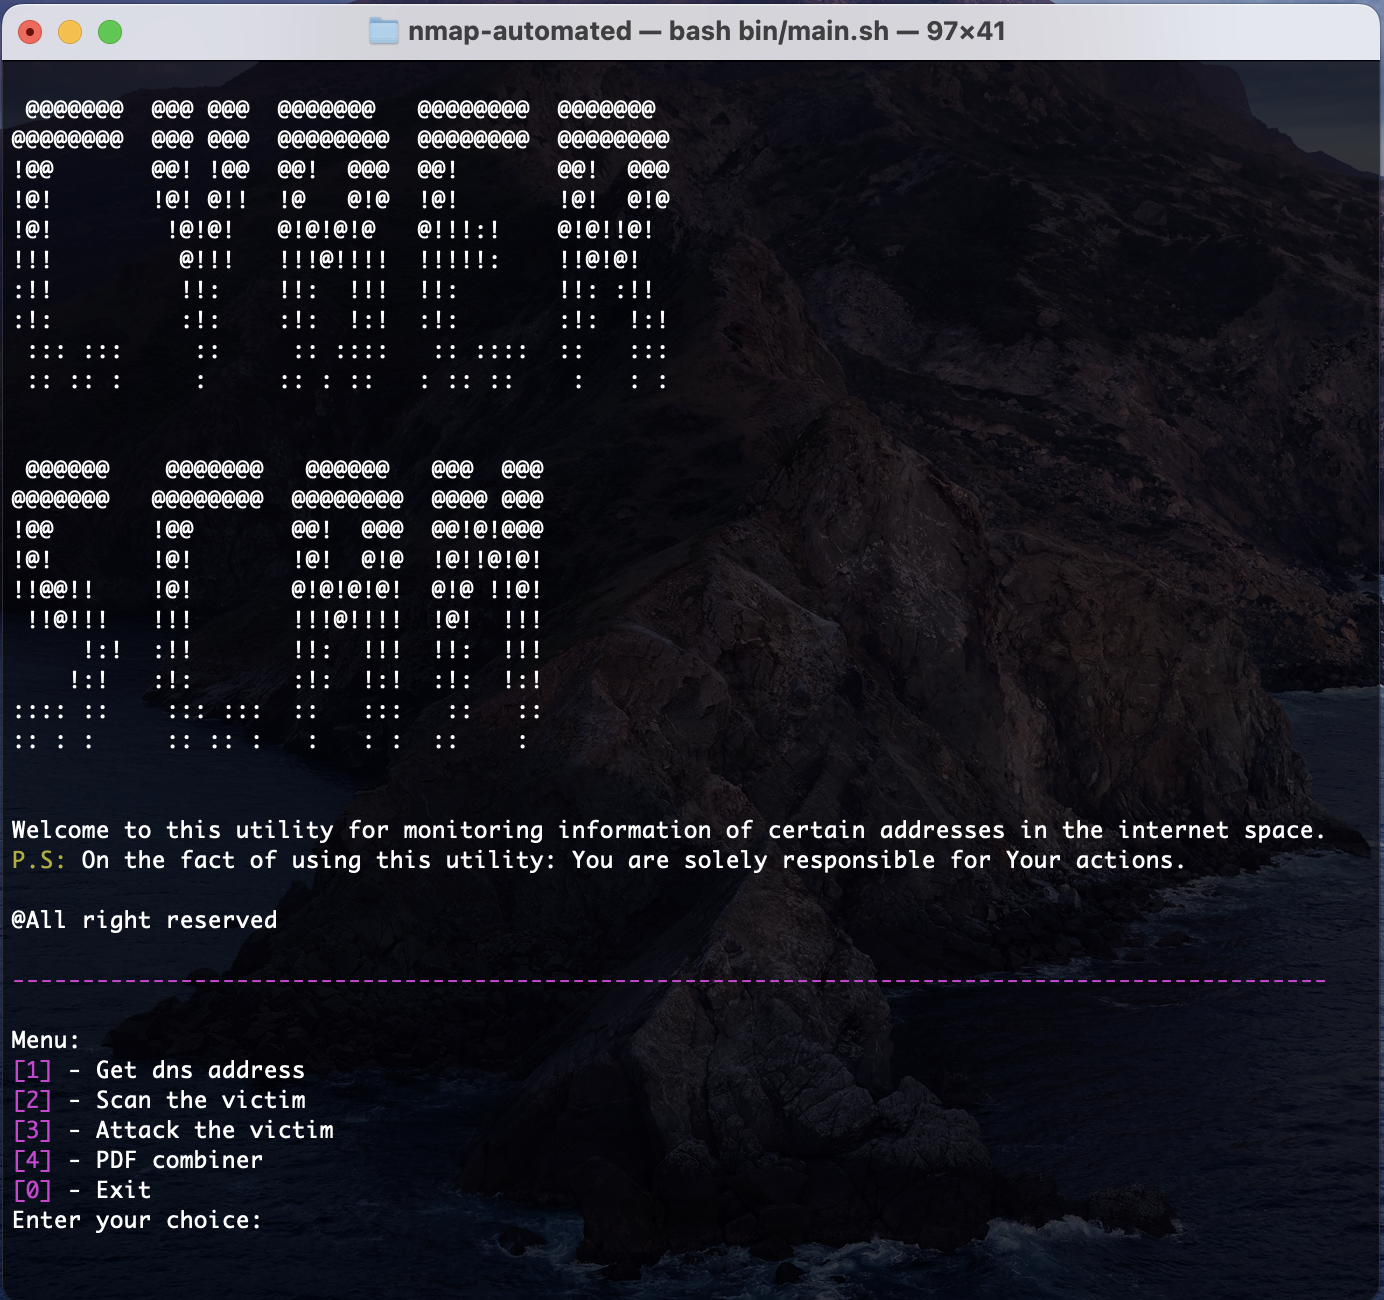 nmap-automated — bash bin/main.sh — 97×41
CYBER
SCAN
Welcome to this utility for monitoring information of certain addresses in the internet space.
P.S: On the fact of using this utility: You are solely responsible for Your actions.
@All right reserved
Menu:
[1] - Get dns address
[2] - Scan the victim
[3] - Attack the victim
[4] - PDF combiner
[0] - Exit
Enter your choice: